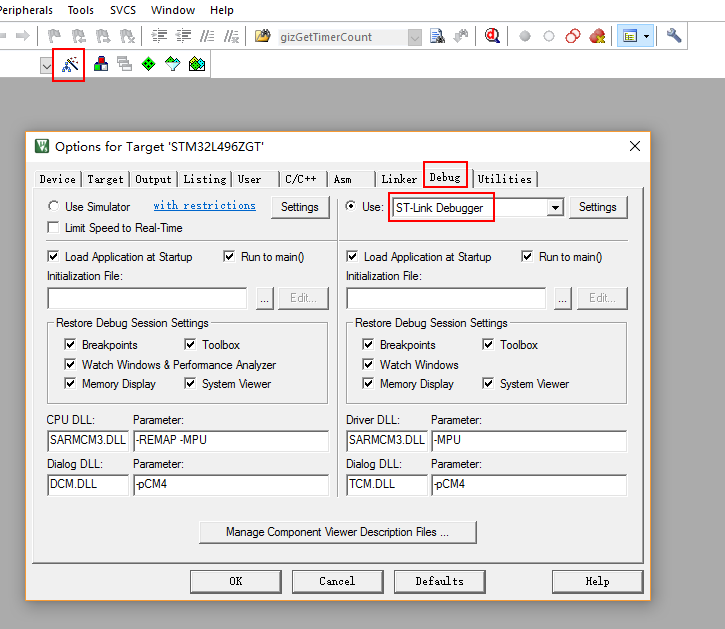 Peripherals Tools SVCS Window Help
gizGetTimerCount
Options for Target 'STM32L496ZGT'
Device Target Output Listing User C/C++ Asm Linker Debug Utilities
Use Simulator with restrictions Settings Use: ST-Link Debugger Settings
Limit Speed to Real-Time
Load Application at Startup Run to main() Load Application at Startup Run to main()
Initialization File: Initialization File:
... Edit... ... Edit...
Restore Debug Session Settings Restore Debug Session Settings
Breakpoints Toolbox Breakpoints Toolbox
Watch Windows & Performance Analyzer Watch Windows
Memory Display System Viewer Memory Display System Viewer
CPU DLL: Parameter: Driver DLL: Parameter:
SARMCM3.DLL -REMAP -MPU SARMCM3.DLL -MPU
Dialog DLL: Parameter: Dialog DLL: Parameter:
DCM.DLL -pCM4 TCM.DLL -pCM4
Manage Component Viewer Description Files ...
OK Cancel Defaults Help